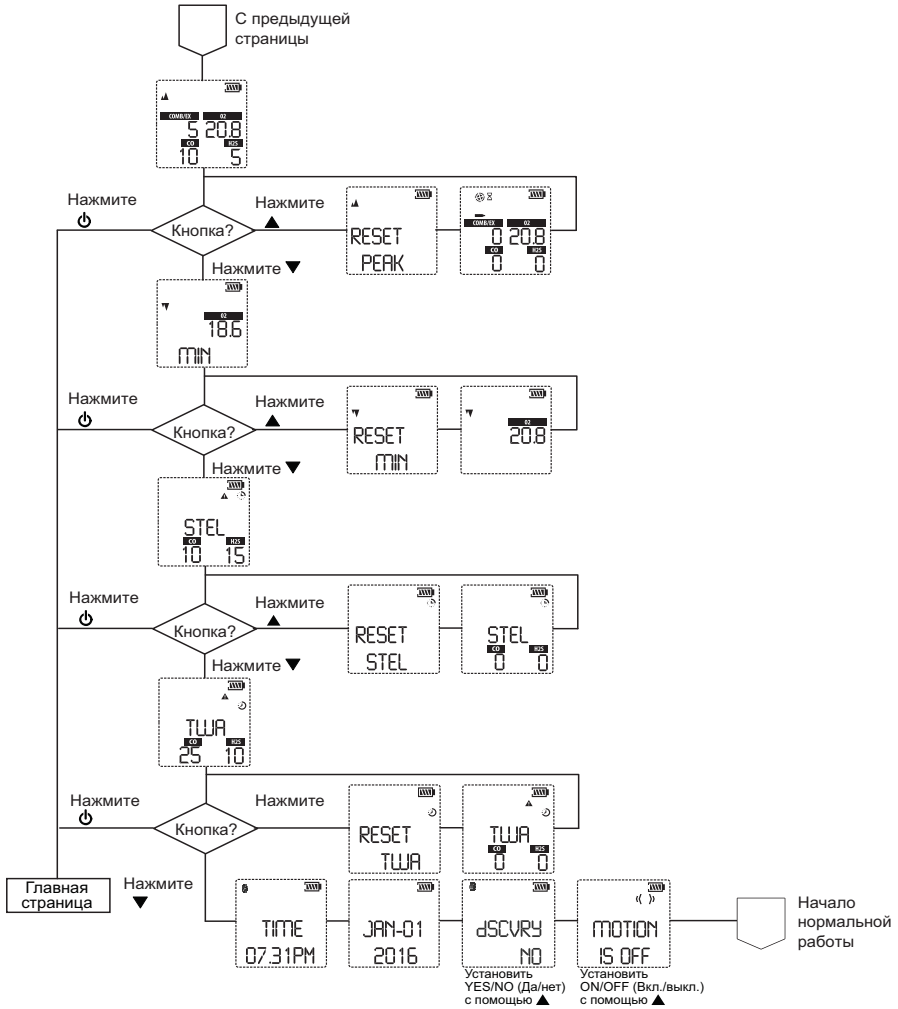 С предыдущей
страницы
COMB/EX O2
5 20.8
CO H2S
10 5
Нажмите
Кнопка?
Нажмите ▲
RESET
PEAK
COMB/EX O2
0 20.8
CO H2S
0 0
Нажмите ▼
O2
18.6
MIN
Нажмите
Кнопка?
Нажмите ▲
RESET
MIN
O2
20.8
Нажмите ▼
STEL
CO H2S
10 15
Нажмите
Кнопка?
Нажмите ▲
RESET
STEL
STEL
CO H2S
0 0
Нажмите ▼
TWA
CO H2S
25 10
Нажмите
Кнопка?
Нажмите
RESET
TWA
TWA
CO H2S
0 0
Главная
страница
Нажмите
▼
TIME
07.31PM
JAN-01
2016
dSCVRY
NO
MOTION
IS OFF
Начало
нормальной
работы
Установить
YES/NO (Да/нет)
с помощью ▲
Установить
ON/OFF (Вкл./выкл.)
с помощью ▲